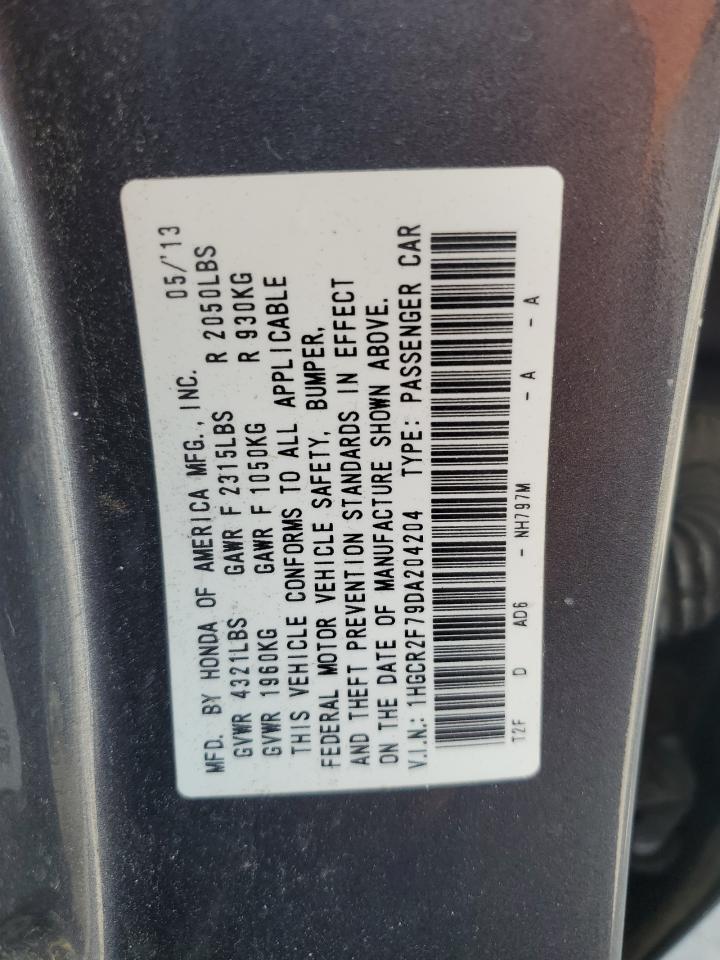 MFD. BY HONDA OF AMERICA MFG., INC. 05/'13
GVWR 4321LBS GAWR F 2315LBS R 2050LBS
GVWR 1960KG GAWR F 1050KG R 930KG
THIS VEHICLE CONFORMS TO ALL APPLICABLE
FEDERAL MOTOR VEHICLE SAFETY, BUMPER,
AND THEFT PREVENTION STANDARDS IN EFFECT
ON THE DATE OF MANUFACTURE SHOWN ABOVE.
V.I.N.: 1HGCR2F79DA204204 TYPE: PASSENGER CAR
T2F D AD6 - NH797M - A - A